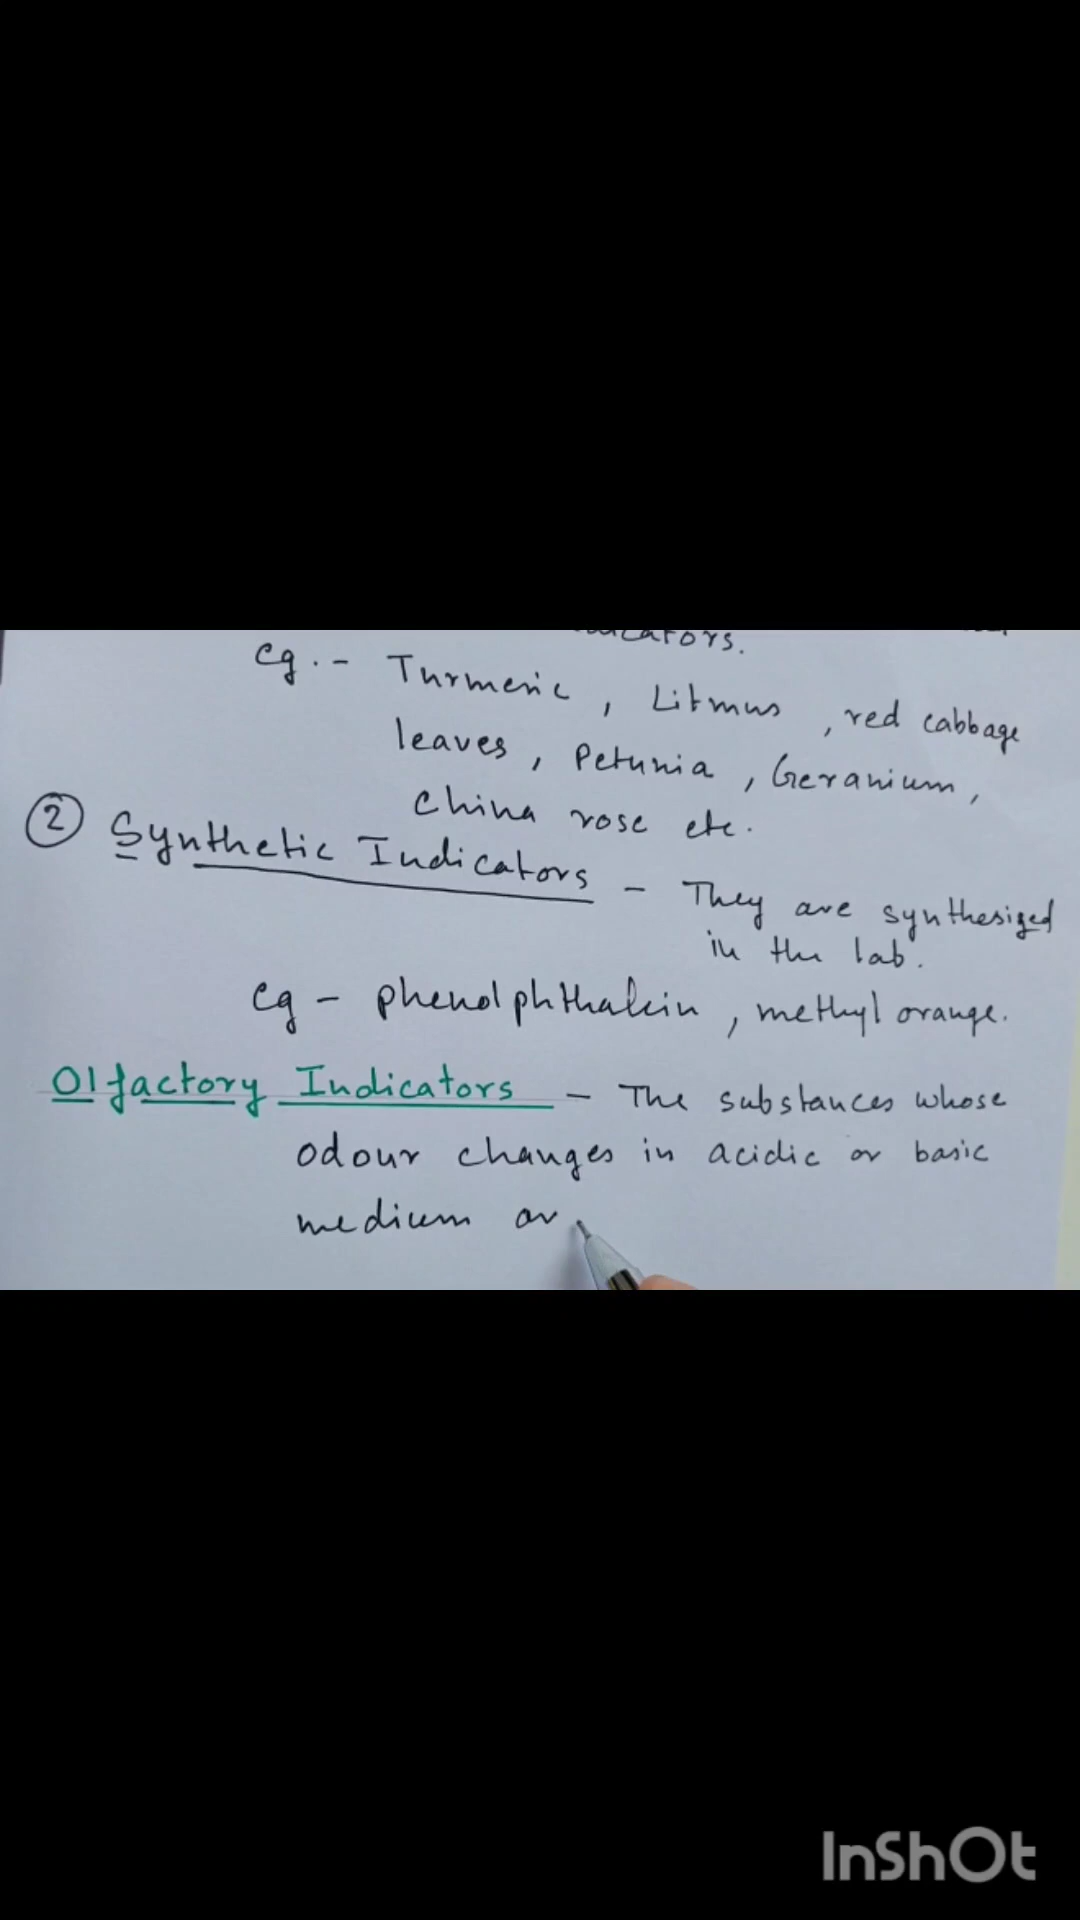 eg. - Turmeric, Litmus, red cabbage
leaves, Petunia, Geranium,
China rose etc.
② Synthetic Indicators - They are synthesized
in the lab.
eg - phenolphthalein, methyl orange.
Olfactory Indicators - The substances whose
odour changes in acidic or basic
medium ar
InShOt